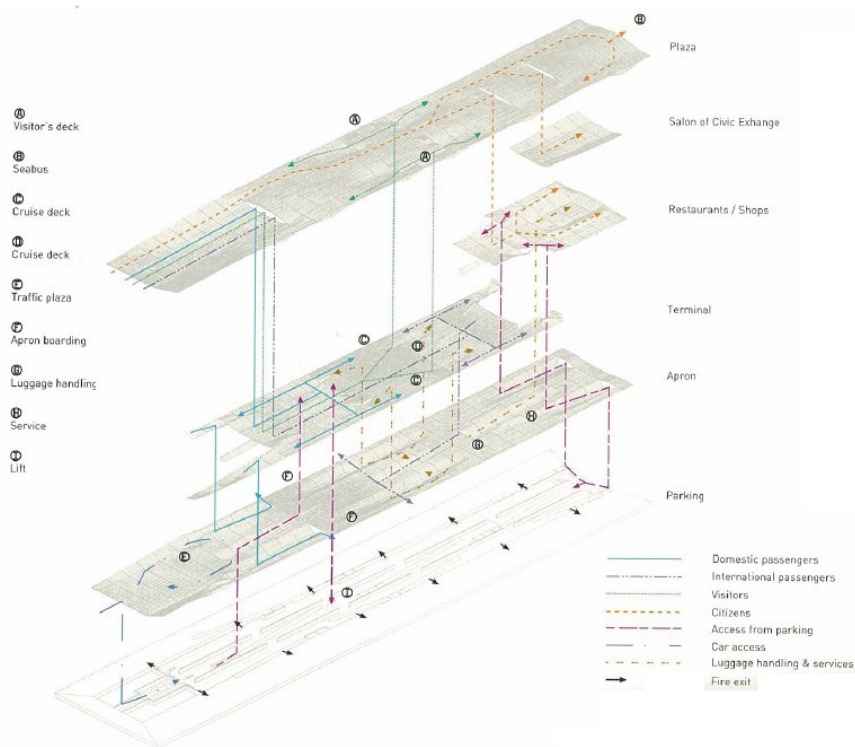 Ⓐ
Visitor's deck
Ⓑ
Seabus
Ⓒ
Cruise deck
Ⓓ
Cruise deck
Ⓔ
Traffic plaza
Ⓕ
Apron boarding
Ⓖ
Luggage handling
Ⓗ
Service
Ⓘ
Lift
Ⓑ
Plaza
Ⓐ
Salon of Civic Exhange
Ⓐ
Restaurants / Shops
Terminal
Ⓒ
Ⓓ
Apron
Ⓒ
Ⓗ
Ⓖ
Ⓕ
Parking
Ⓕ
Ⓔ
Ⓘ
Domestic passengers
International passengers
Visitors
Citizens
Access from parking
Car access
Luggage handling & services
Fire exit